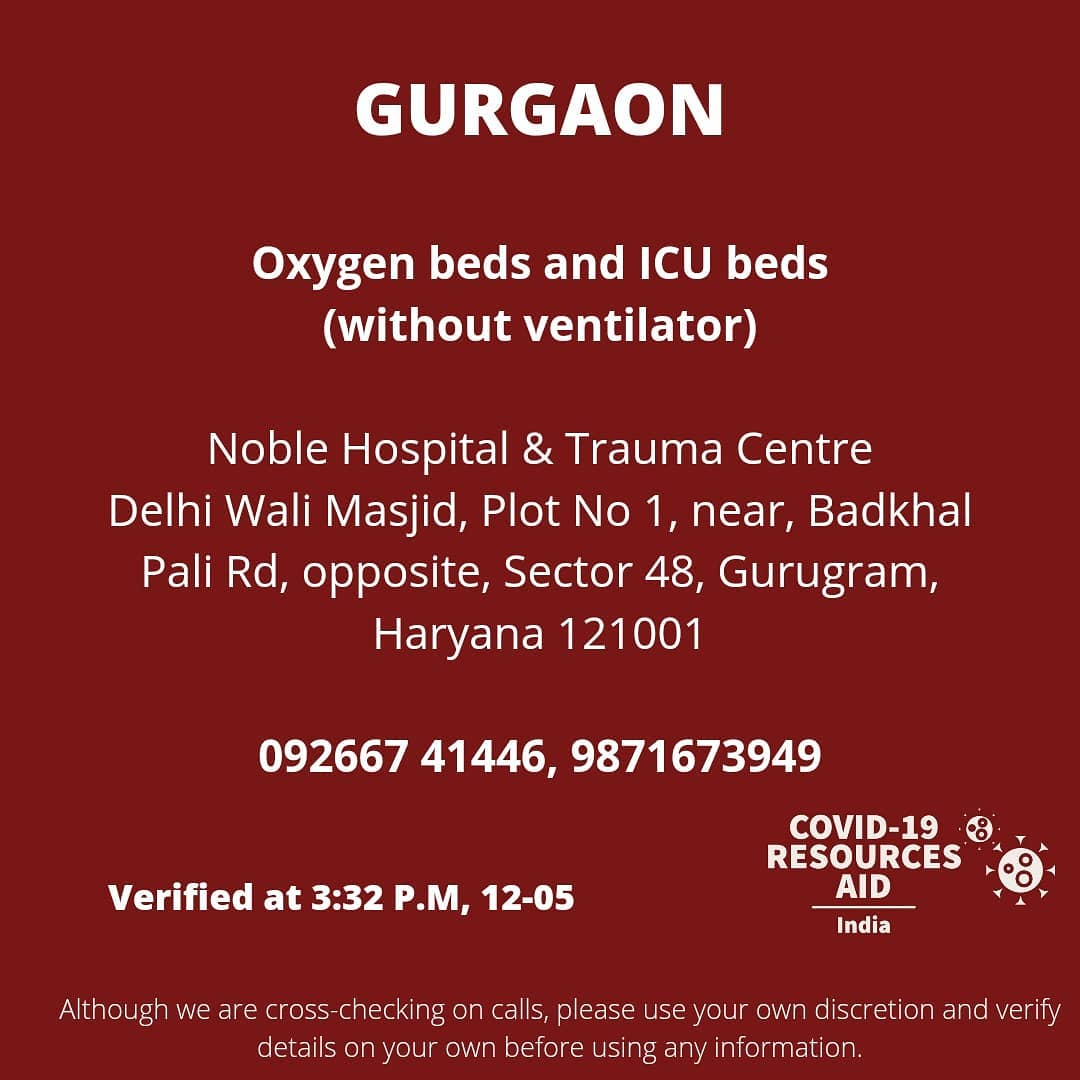 GURGAON
Oxygen beds and ICU beds
(without ventilator)
Noble Hospital & Trauma Centre
Delhi Wali Masjid, Plot No 1, near, Badkhal
Pali Rd, opposite, Sector 48, Gurugram,
Haryana 121001
092667 41446, 9871673949
COVID-19
RESOURCES
AID
India
Verified at 3:32 P.M, 12-05
Although we are cross-checking on calls, please use your own discretion and verify
details on your own before using any information.